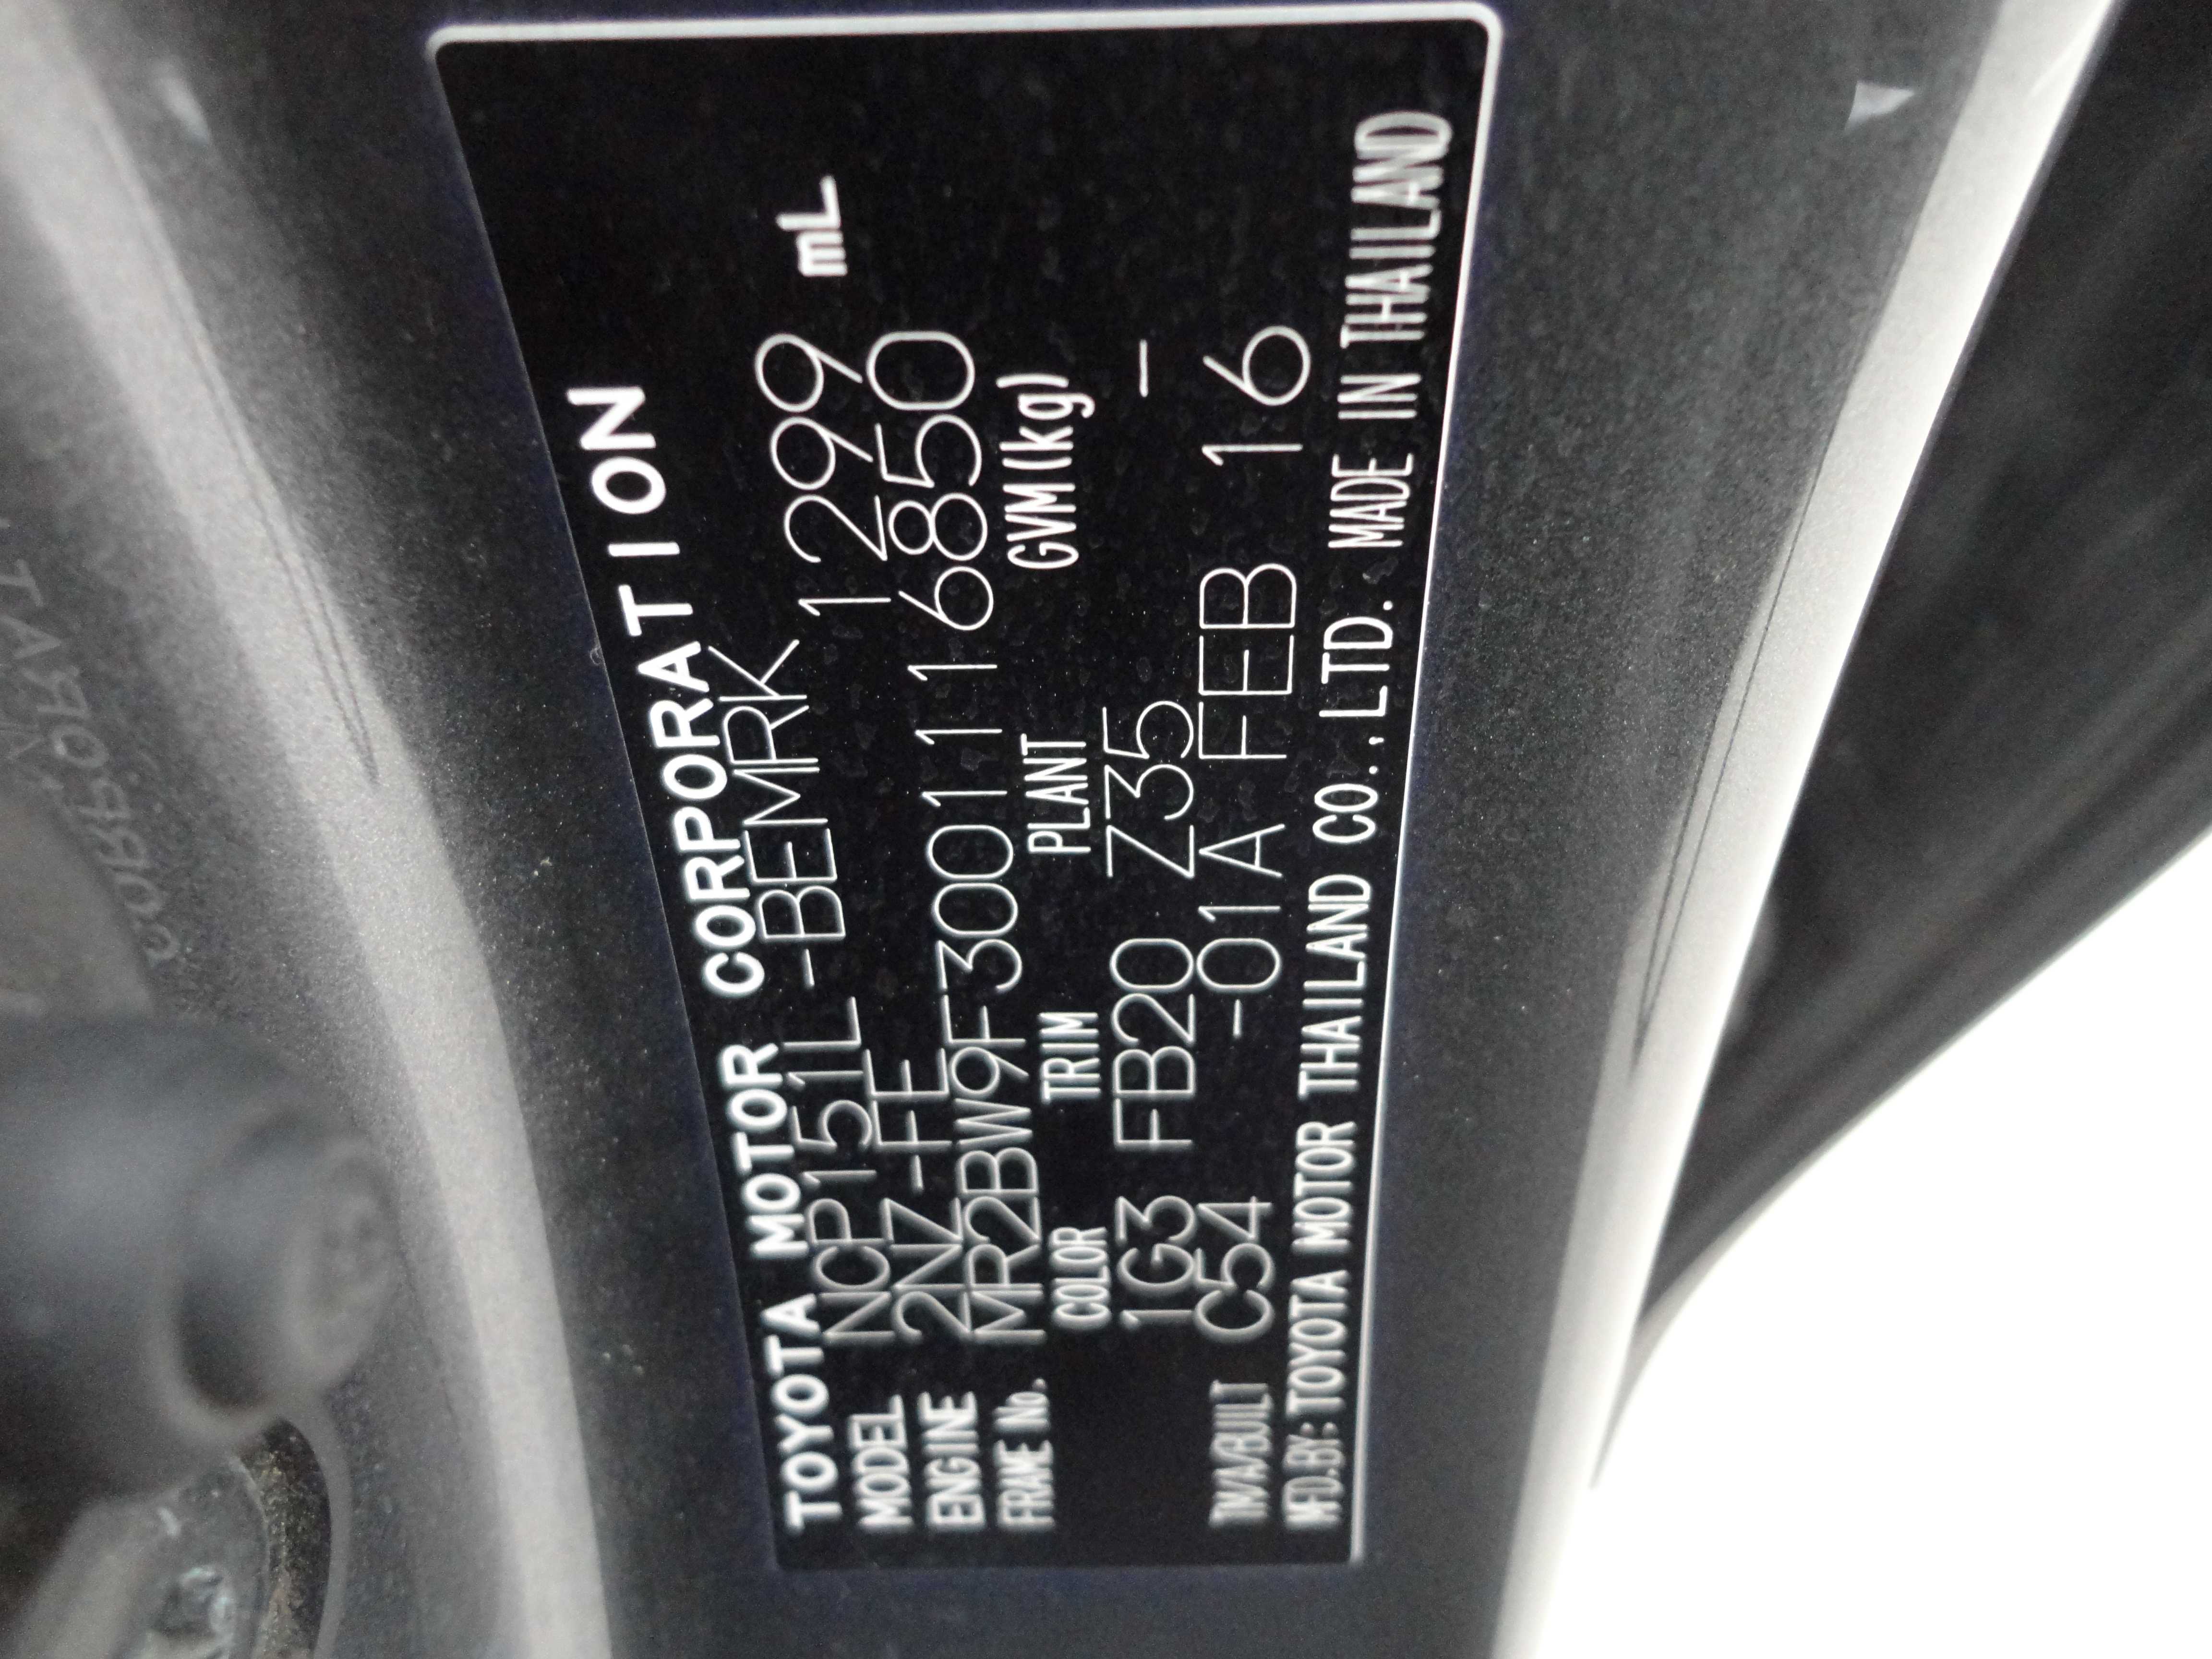 TOYOTA MOTOR CORPORATION
MODEL NCP151L-BEMRK 1299 mL
ENGINE 2NZ-FE
FRAME No. MR2BW9F3001116850
COLOR TRIM PLANT GVM(kg)
1G3 FB20 Z35 -
TM/A/BUILT C54 -01A FEB 16
MFD.BY: TOYOTA MOTOR THAILAND CO.,LTD. MADE IN THAILAND